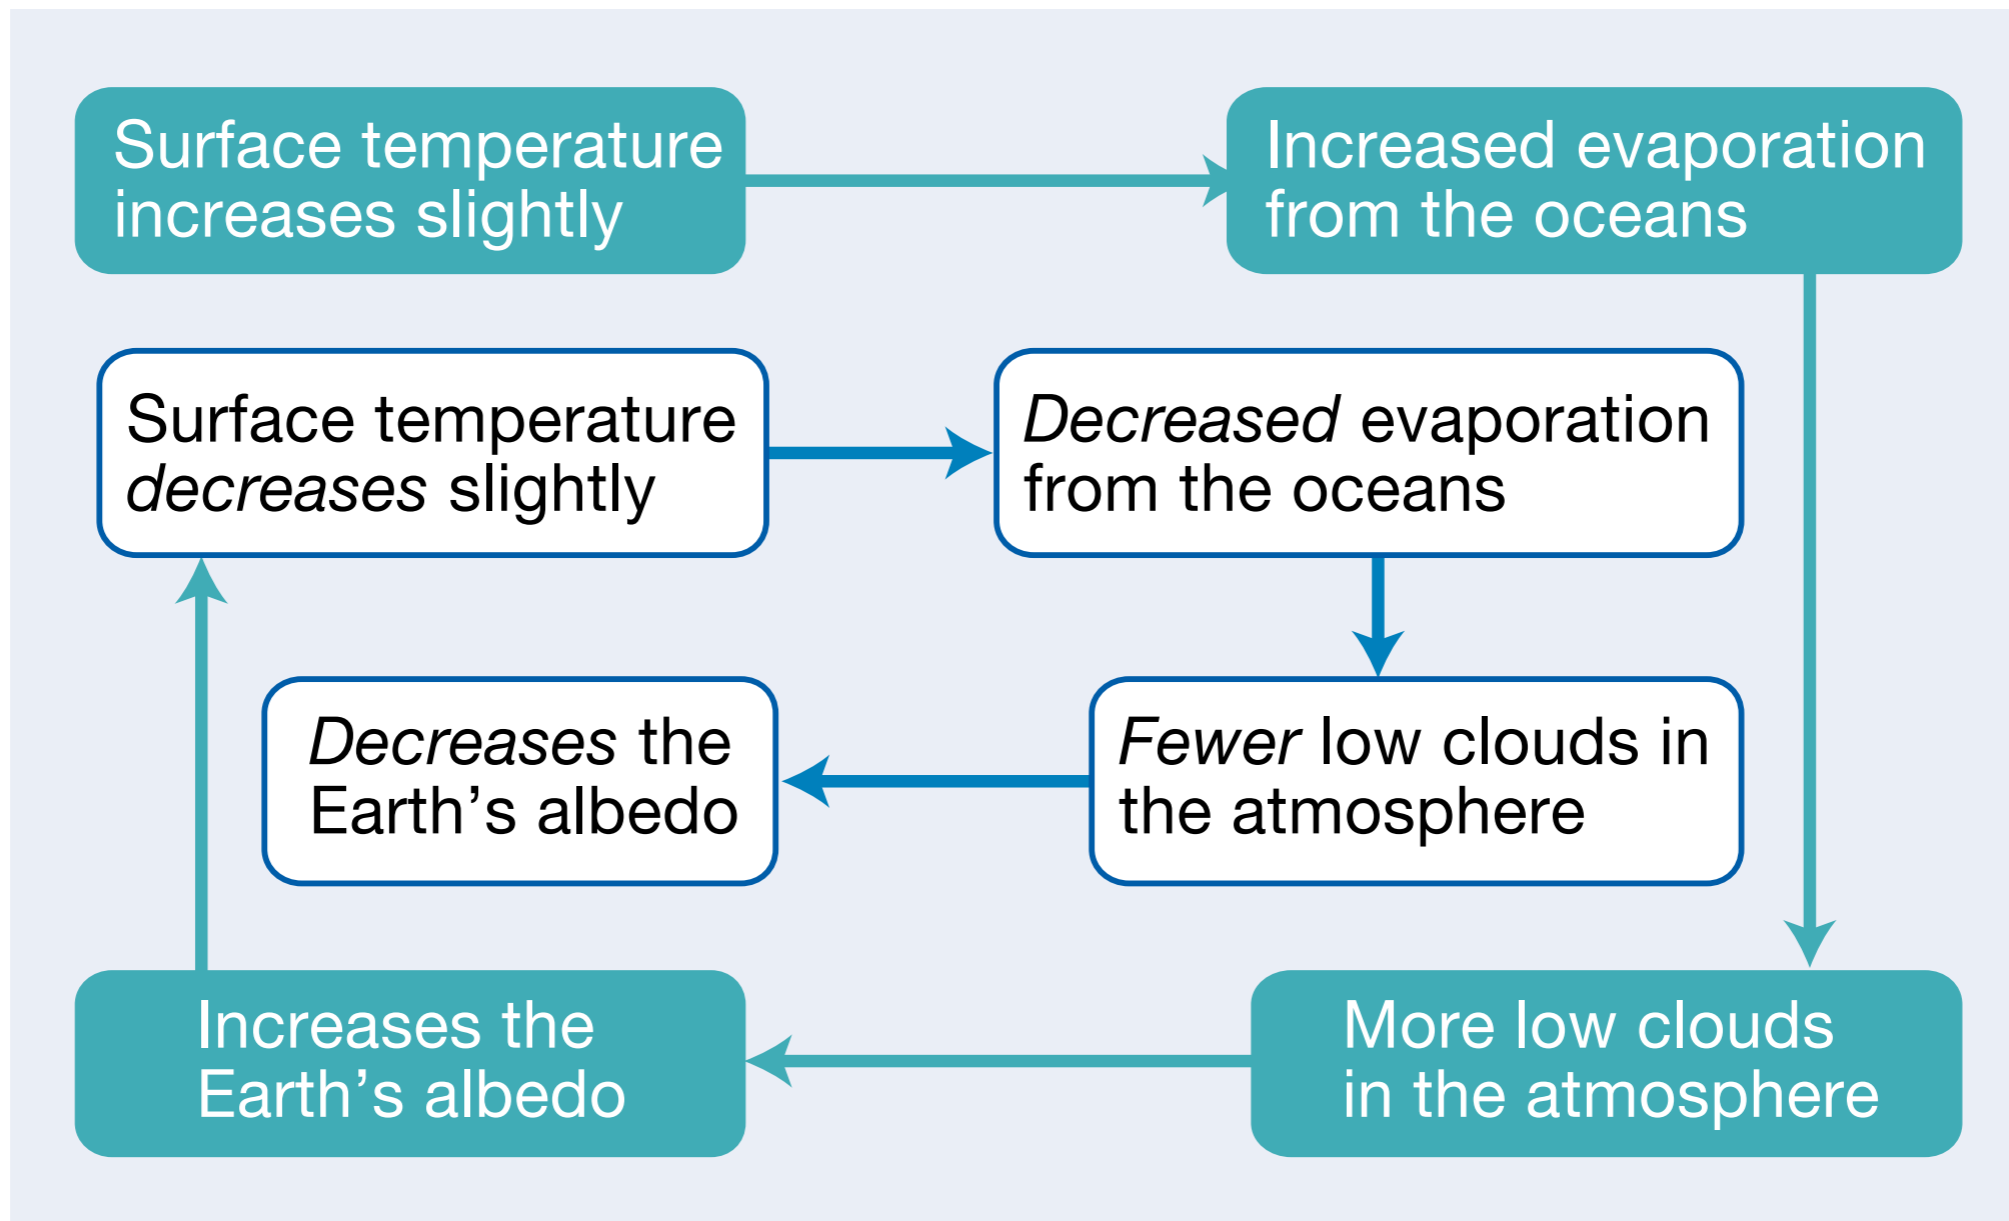 Surface temperature
increases slightly
Increased evaporation
from the oceans
Surface temperature
decreases slightly
Decreased evaporation
from the oceans
Decreases the
Earth’s albedo
Fewer low clouds in
the atmosphere
Increases the
Earth’s albedo
More low clouds
in the atmosphere